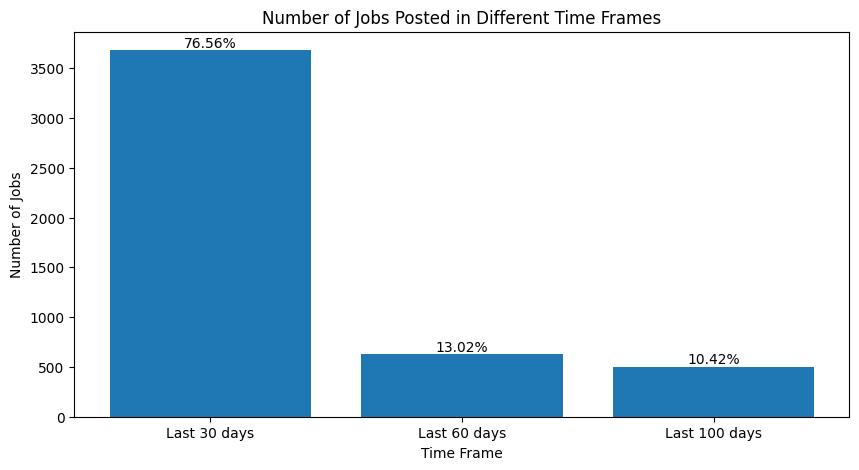 Number of Jobs Posted in Different Time Frames
76.56%
3500
3000
2500
Number of Jobs
2000
1500
1000
13.02%
10.42%
500
0
Last 30 days
Last 60 days
Last 100 days
Time Frame